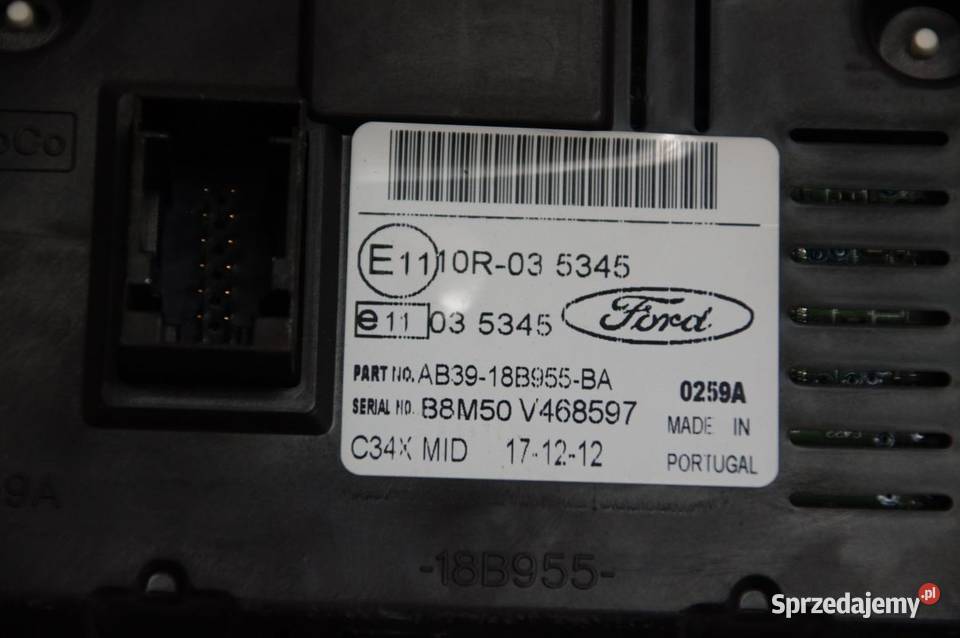 E11 10R-03 5345
e11 03 5345
Ford
PART NO. AB39-18B955-BA
0259A
SERIAL NO. B8M50 V468597
MADE IN
C34X MID 17-12-12
PORTUGAL
9A
-18B955-
Sprzedajemy.pl